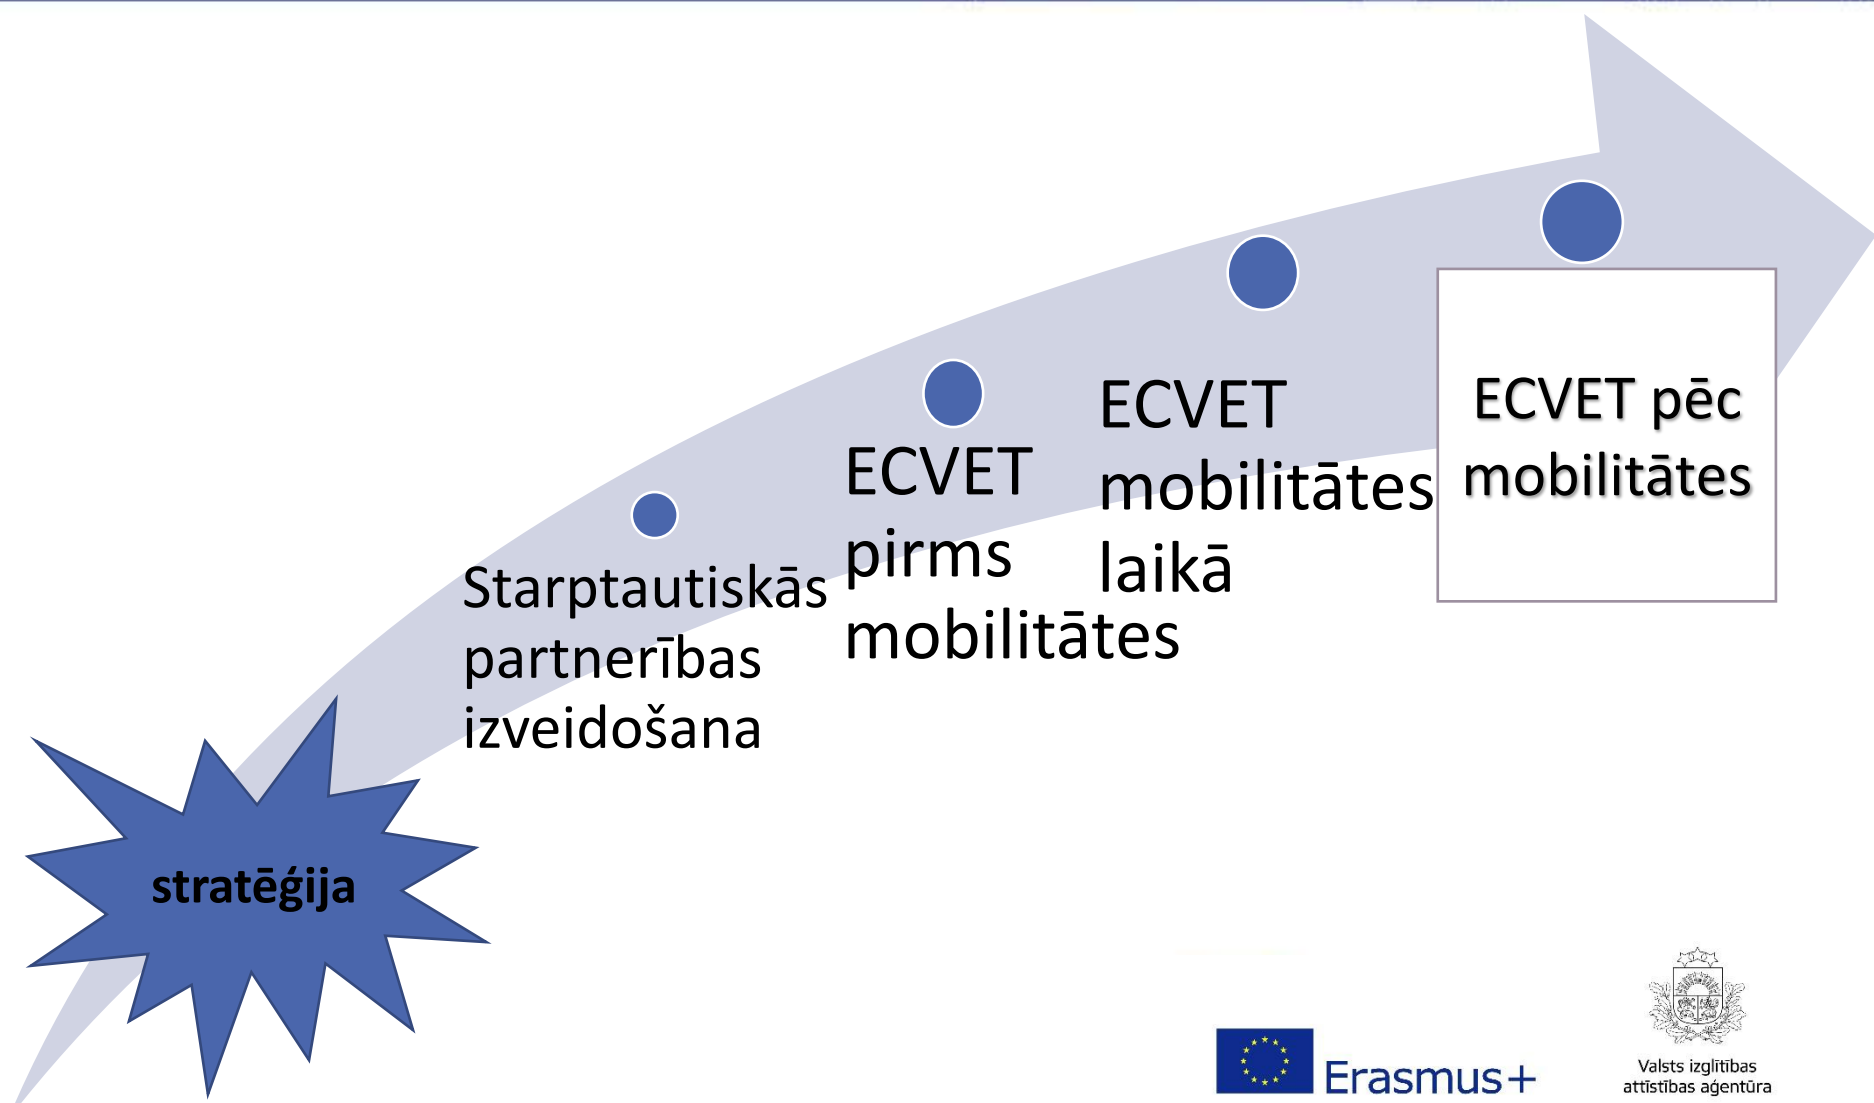 ECVET pēc
mobilitātes
ECVET
mobilitātes
laikā
ECVET
pirms
mobilitātes
Starptautiskās
partnerības
izveidošana
stratēģija
Erasmus+
Valsts izglītības
attīstības aģentūra